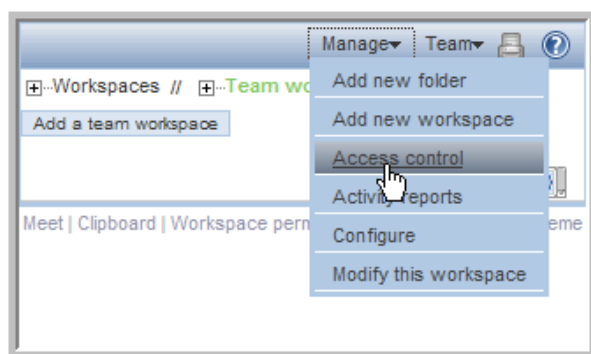 Manage Team ?
Workspaces // Team wo
Add a team workspace
Add new folder
Add new workspace
Access control
Activity reports
Configure
Modify this workspace
Meet | Clipboard | Workspace perm eme